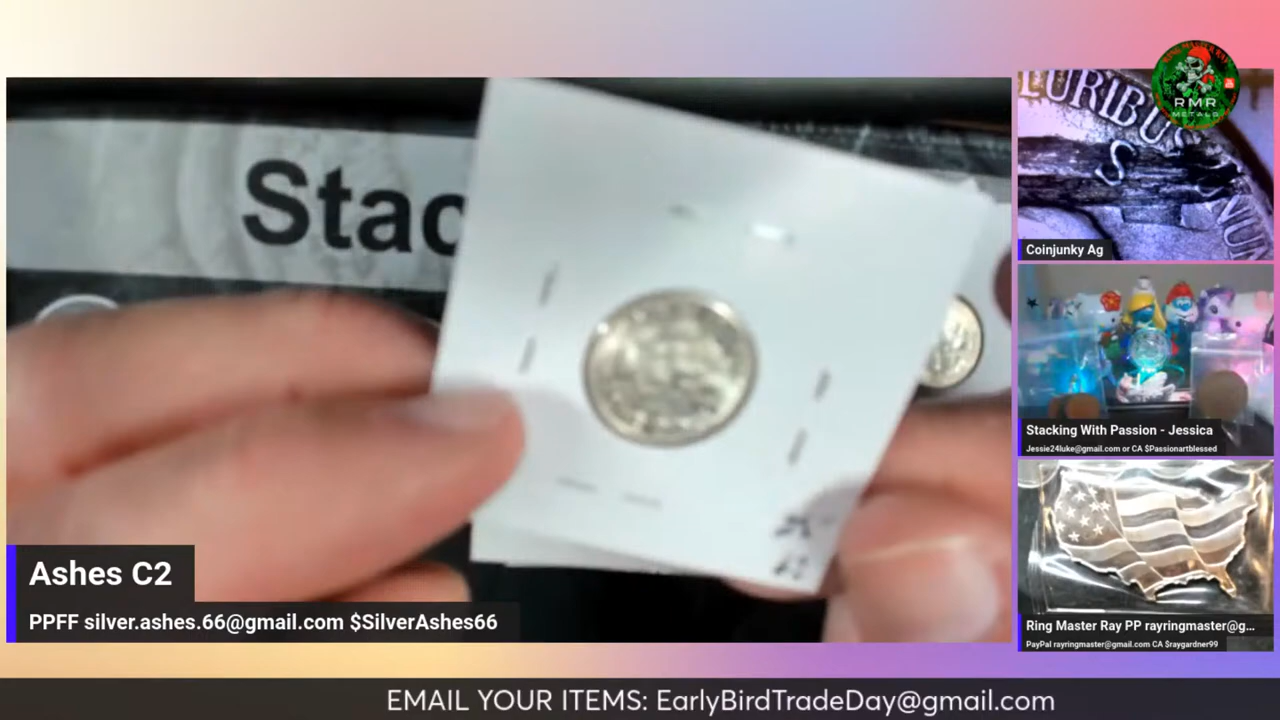 Stac
Ashes C2
PPFF silver.ashes.66@gmail.com $SilverAshes66
LURIBU
S
UNUM
RMR
METALS
Coinjunky Ag
Stacking With Passion - Jessica
Jessie24luke@gmail.com or CA $Passionartblessed
Ring Master Ray PP rayringmaster@g...
PayPal rayringmaster@gmail.com CA $raygardner99
EMAIL YOUR ITEMS: EarlyBirdTradeDay@gmail.com